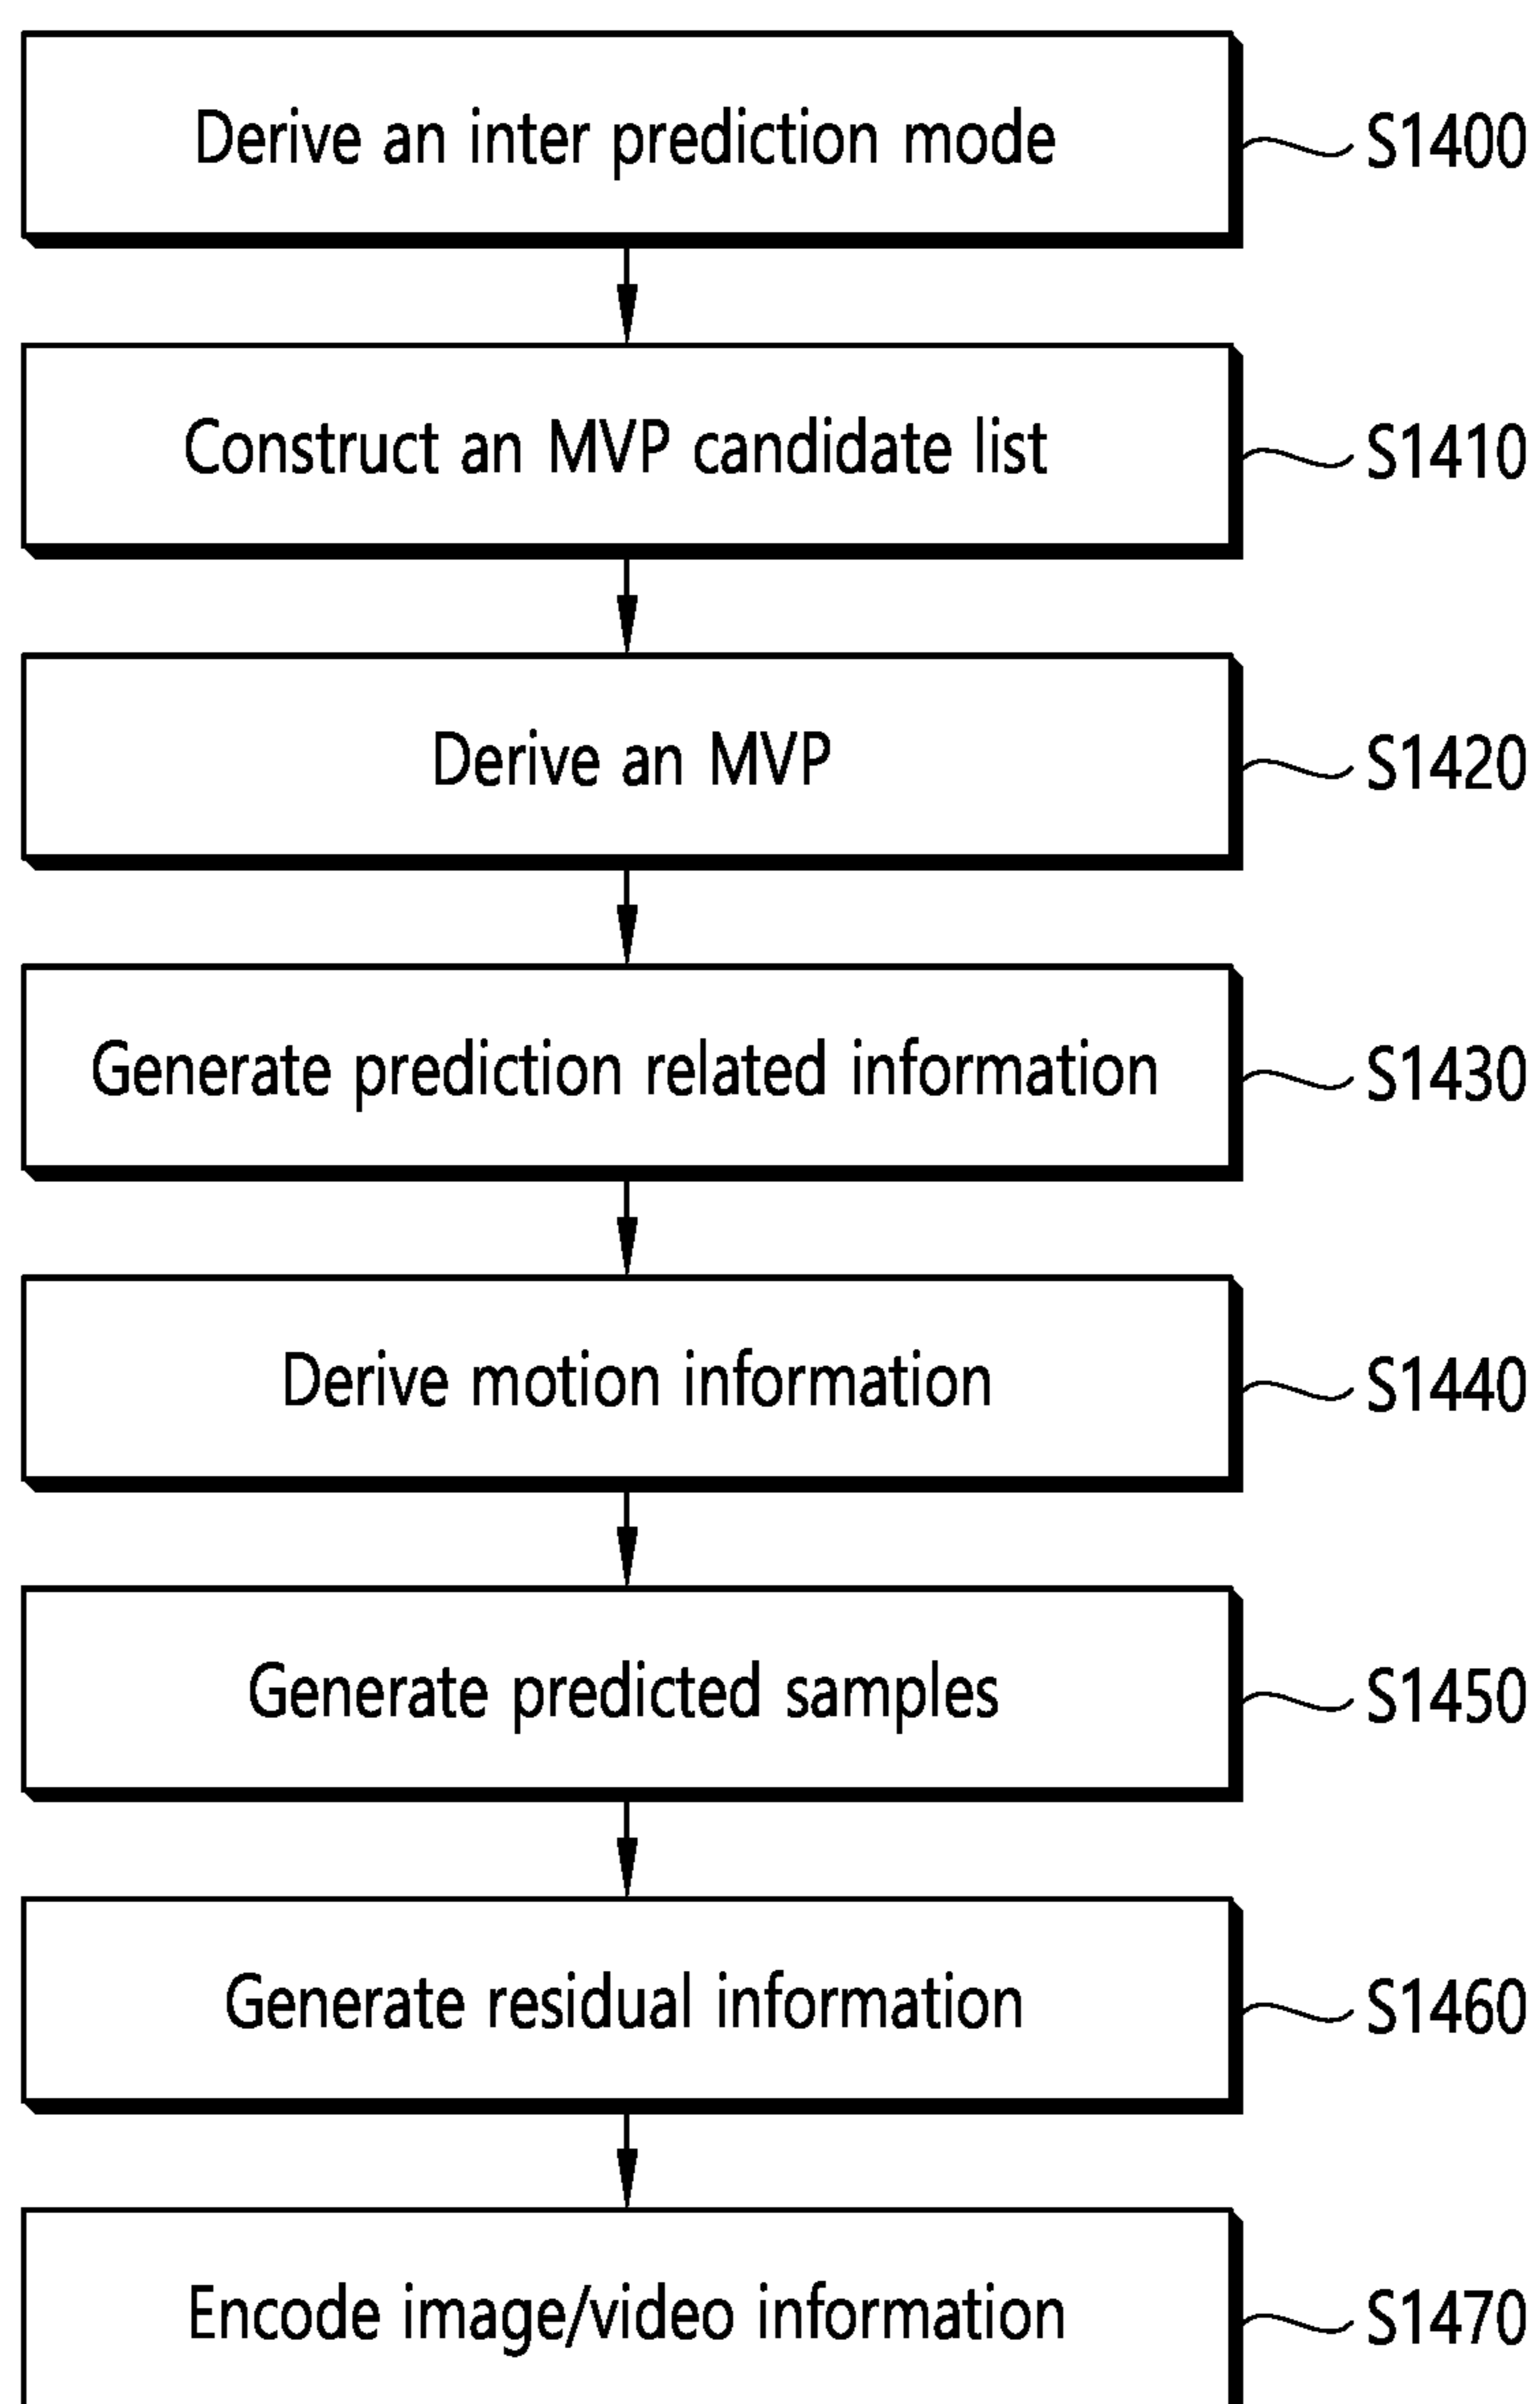 Derive an inter prediction mode S1400
Construct an MVP candidate list S1410
Derive an MVP S1420
Generate prediction related information S1430
Derive motion information S1440
Generate predicted samples S1450
Generate residual information S1460
Encode image/video information S1470